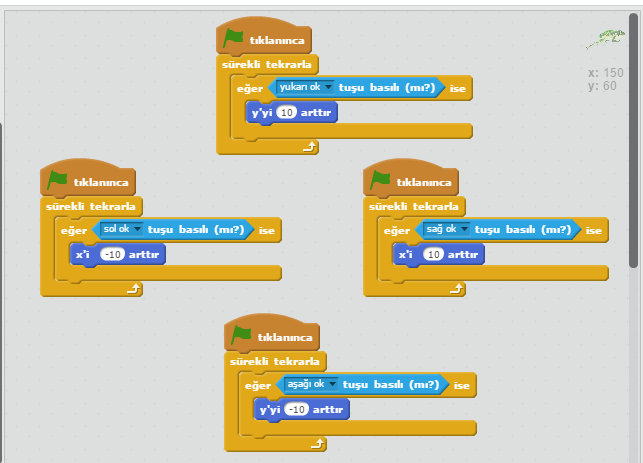 tıklanınca
sürekli tekrarla
eğer yukarı ok tuşu basılı (mı?) ise
y'yi 10 arttır
x: 150
y: 60
tıklanınca
sürekli tekrarla
eğer sol ok tuşu basılı (mı?) ise
x'i -10 arttır
tıklanınca
sürekli tekrarla
eğer sağ ok tuşu basılı (mı?) ise
x'i 10 arttır
tıklanınca
sürekli tekrarla
eğer aşağı ok tuşu basılı (mı?) ise
y'yi -10 arttır